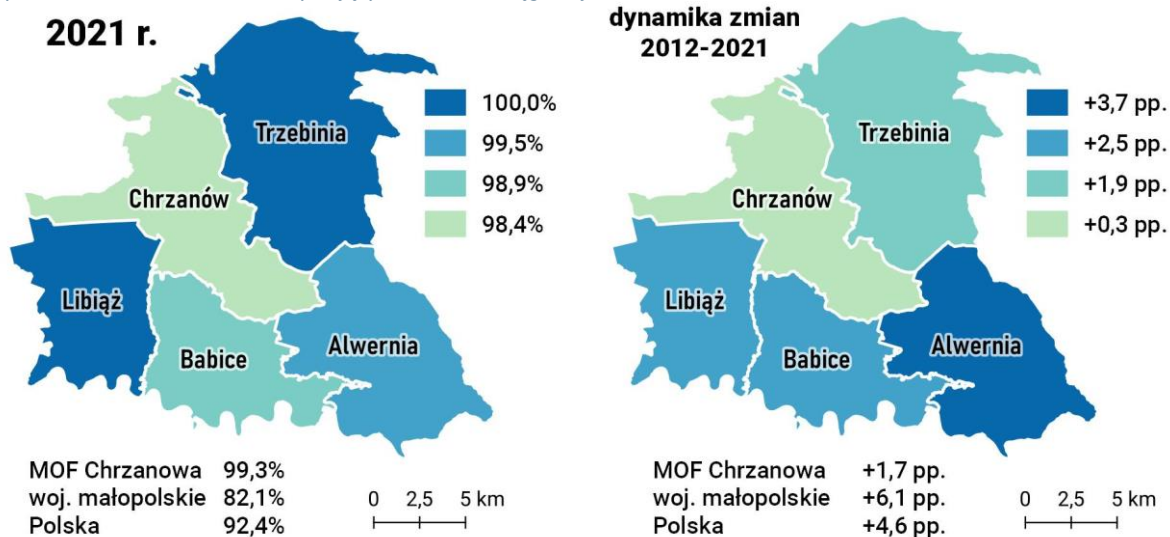 2021 r.
100,0%
99,5%
98,9%
98,4%
Trzebinia
Chrzanów
Libiąż
Babice
Alwernia
MOF Chrzanowa 99,3%
woj. małopolskie 82,1%
Polska 92,4%
0 2,5 5 km
dynamika zmian
2012-2021
+3,7 pp.
+2,5 pp.
+1,9 pp.
+0,3 pp.
Trzebinia
Chrzanów
Libiąż
Babice
Alwernia
MOF Chrzanowa +1,7 pp.
woj. małopolskie +6,1 pp.
Polska +4,6 pp.
0 2,5 5 km